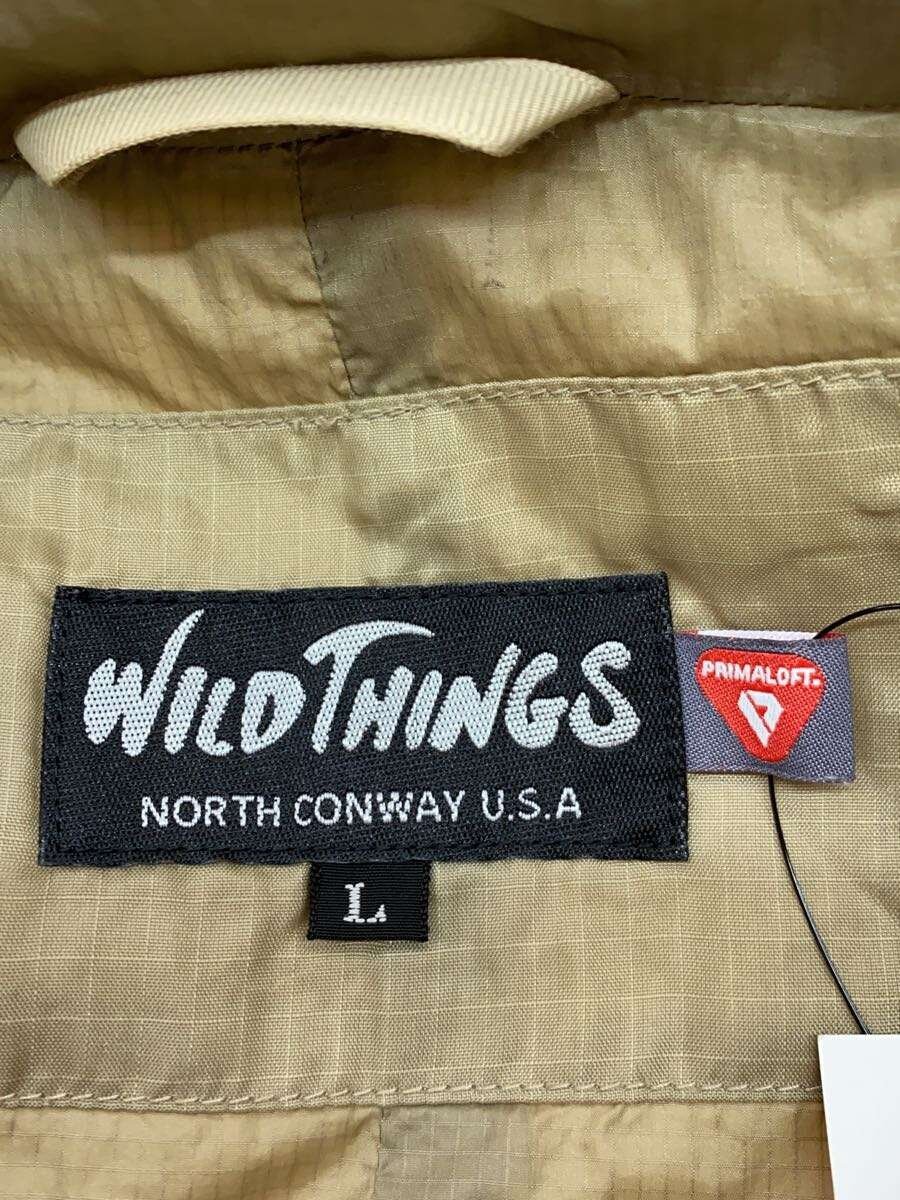 WILDTHINGS
NORTH CONWAY U.S.A
L
PRIMALOFT.